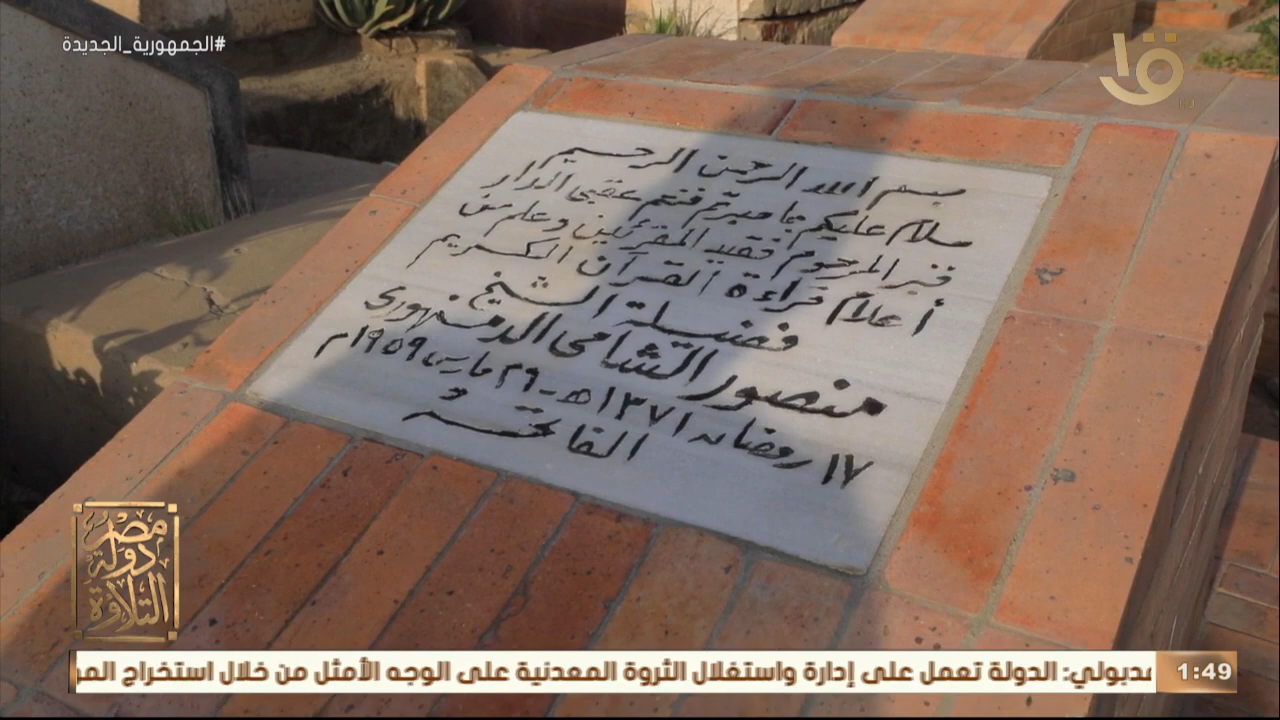 #الجمهورية_الجديدة
بسم الله الرحمن الرحيم
سلام عليكم بما صبرتم فنعم عقبى الدار
قبر المرحوم فقيد المقرئين وعلم من
أعلام قراءة القرآن الكريم
فضيلة الشيخ
منصور الشامى الدمنهورى
١٧ رمضان ١٣٧١هـ - ٢٩ مارس ١٩٥٩م
الفاتحة
مصر
دولة
التلاوة
مدبولي: الدولة تعمل على إدارة واستغلال الثروة المعدنية على الوجه الأمثل من خلال استخراج
1:49